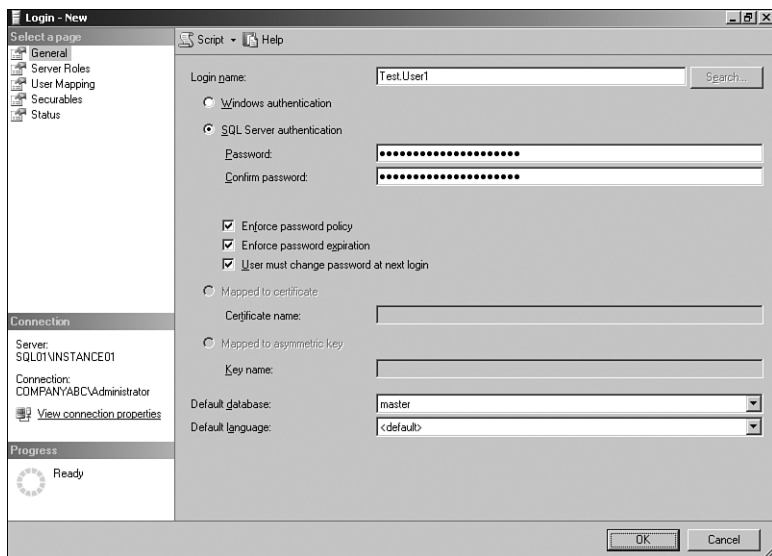 Login - New
Select a page
General
Server Roles
User Mapping
Securables
Status
Script
Help
Login name:
Test.User1
Search...
Windows authentication
SQL Server authentication
Password:
●●●●●●●●●●●●●●●●●●●●●
Confirm password:
●●●●●●●●●●●●●●●●●●●●●
Enforce password policy
Enforce password expiration
User must change password at next login
Mapped to certificate
Certificate name:
Mapped to asymmetric key
Key name:
Default database:
master
Default language:
<default>
Connection
Server:
SQL01\INSTANCE01
Connection:
COMPANYABC\Administrator
View connection properties
Progress
Ready
OK
Cancel